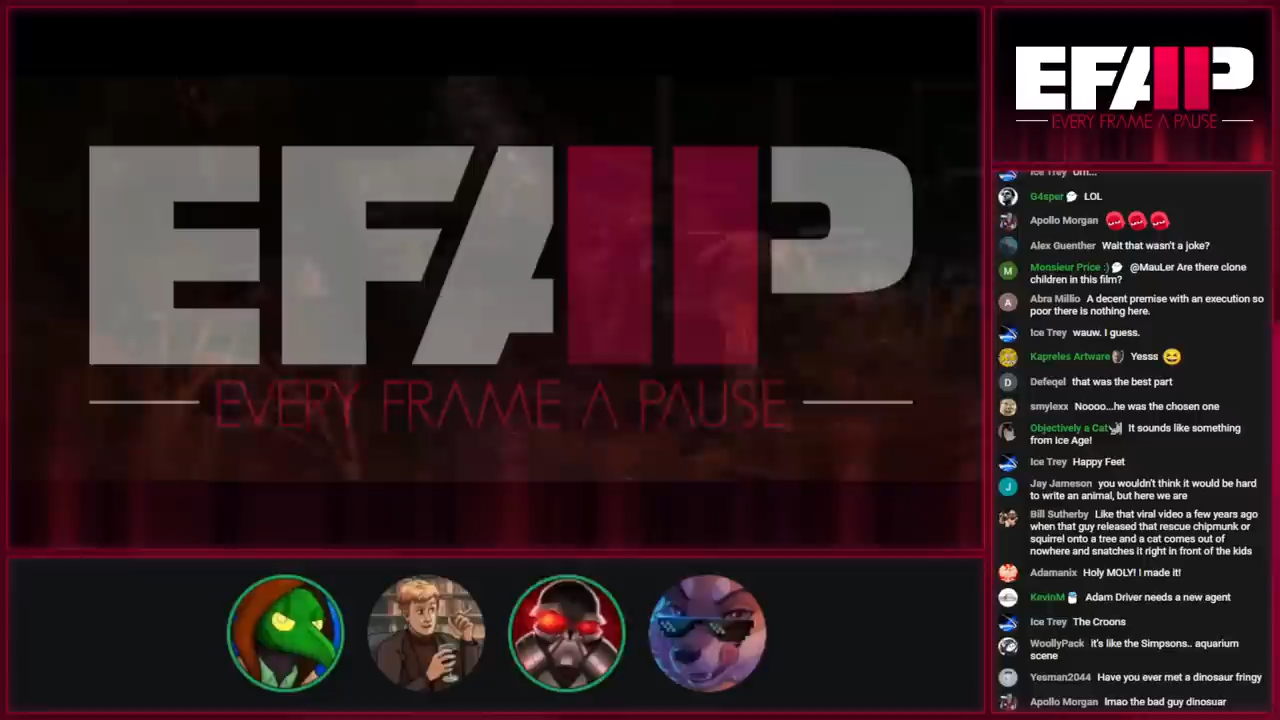 EFAP
EVERY FRAME A PAUSE
EFAP
EVERY FRAME A PAUSE
Ice Trey Um...
G4sper LOL
Apollo Morgan
Alex Guenther Wait that wasn't a joke?
Monsieur Price :) @MauLer Are there clone
children in this film?
Abra Millio A decent premise with an execution so
poor there is nothing here.
Ice Trey wauw. I guess.
Kapreles Artware Yesss
Defeqel that was the best part
smylexx Noooo...he was the chosen one
Objectively a Cat It sounds like something
from Ice Age!
Ice Trey Happy Feet
Jay Jameson you wouldn't think it would be hard
to write an animal, but here we are
Bill Sutherby Like that viral video a few years ago
when that guy released that rescue chipmunk or
squirrel onto a tree and a cat comes out of
nowhere and snatches it right in front of the kids
Adamanix Holy MOLY! I made it!
KevinM Adam Driver needs a new agent
Ice Trey The Croons
WoollyPack it's like the Simpsons.. aquarium
scene
Yesman2044 Have you ever met a dinosaur fringy
Apollo Morgan lmao the bad guy dinosuar